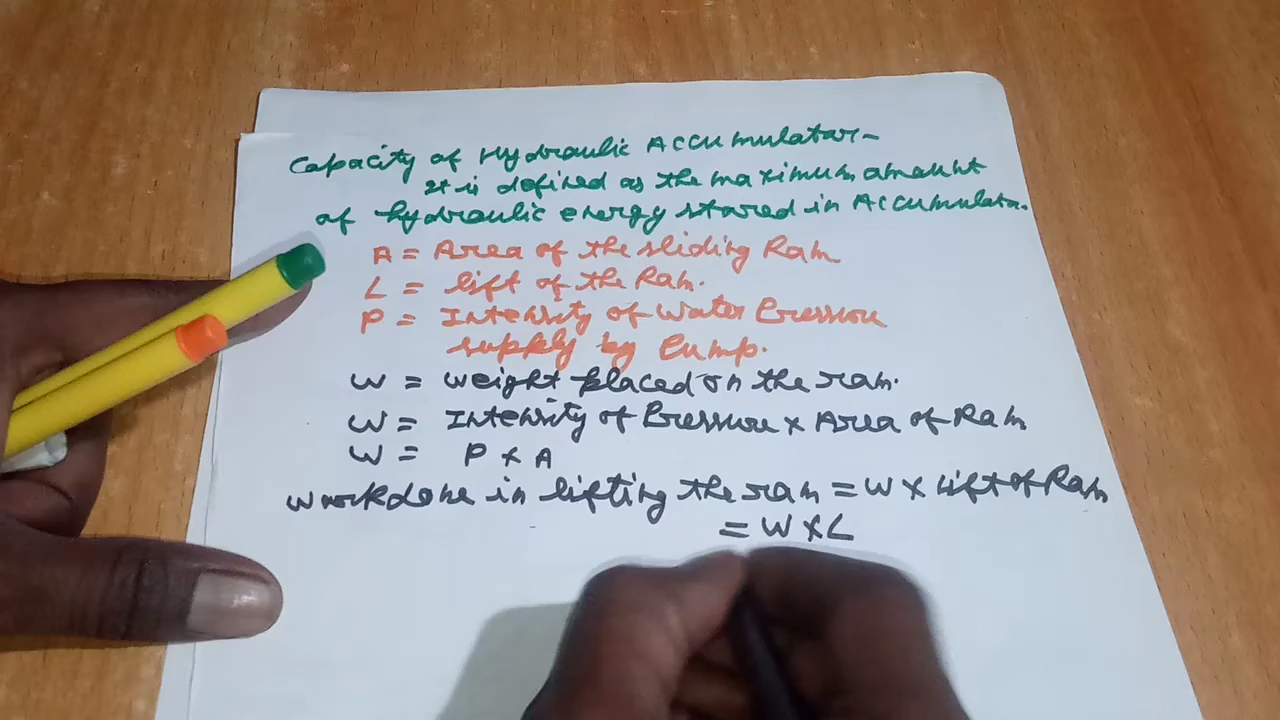 Capacity of Hydraulic Accumulator-
It is defined as the maximum amount
of hydraulic energy stored in Accumulator.
A = Area of the sliding Ram
L = lift of the Ram.
P = Intensity of Water Pressure
supply by Pump.
W = weight placed on the ram.
W = Intensity of Pressure x Area of Ram
W = P x A
workdone in lifting the ram = W x Lift of Ram
= W x L